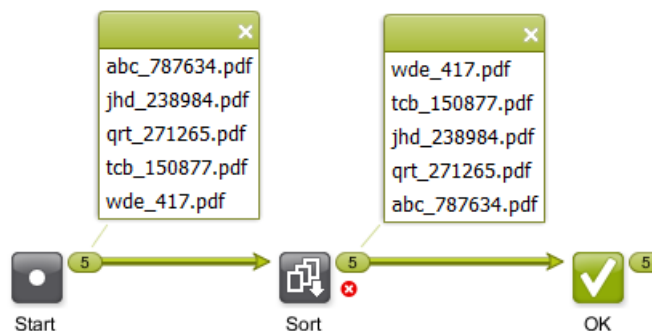 abc_787634.pdf
jhd_238984.pdf
qrt_271265.pdf
tcb_150877.pdf
wde_417.pdf
wde_417.pdf
tcb_150877.pdf
jhd_238984.pdf
qrt_271265.pdf
abc_787634.pdf
5
5
5
Start
Sort
OK